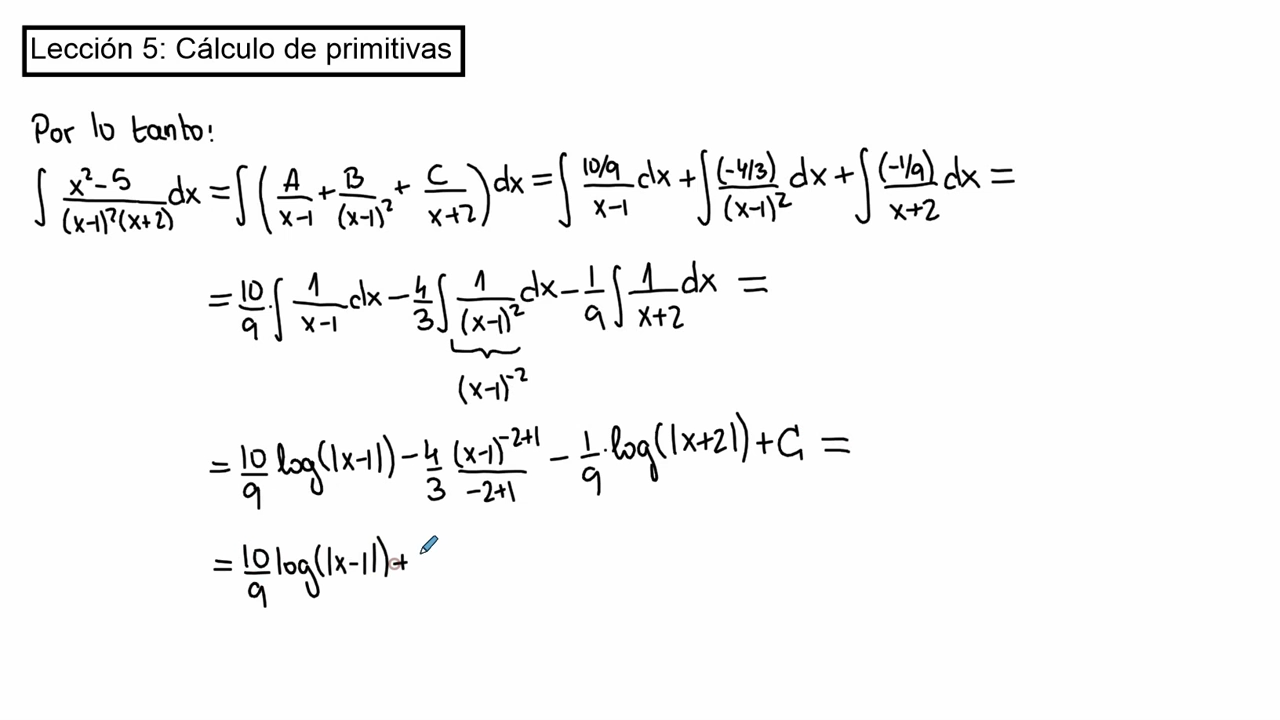 Lección 5: Cálculo de primitivas
Por lo tanto:
∫ (x²-5)/((x-1)²(x+2)) dx = ∫ (A/(x-1) + B/(x-1)² + C/(x+2)) dx = ∫ (10/9)/(x-1) dx + ∫ (-4/3)/(x-1)² dx + ∫ (-1/9)/(x+2) dx =
= 10/9 · ∫ 1/(x-1) dx - 4/3 ∫ 1/(x-1)² dx - 1/9 ∫ 1/(x+2) dx =
(x-1)⁻²
= 10/9 log(|x-1|) - 4/3 (x-1)^(-2+1)/(-2+1) - 1/9 · log(|x+2|) + C =
= 10/9 log(|x-1|) +